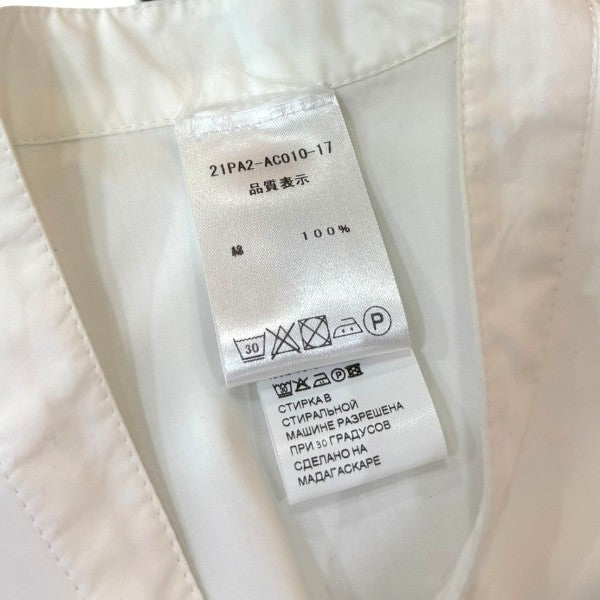 21PA2-AC010-17
品質表示
綿 100%
30
P
СТИРКА В
СТИРАЛЬНОЙ
МАШИНЕ РАЗРЕШЕНА
ПРИ 30 ГРАДУСОВ
СДЕЛАНО НА
МАДАГАСКАРЕ